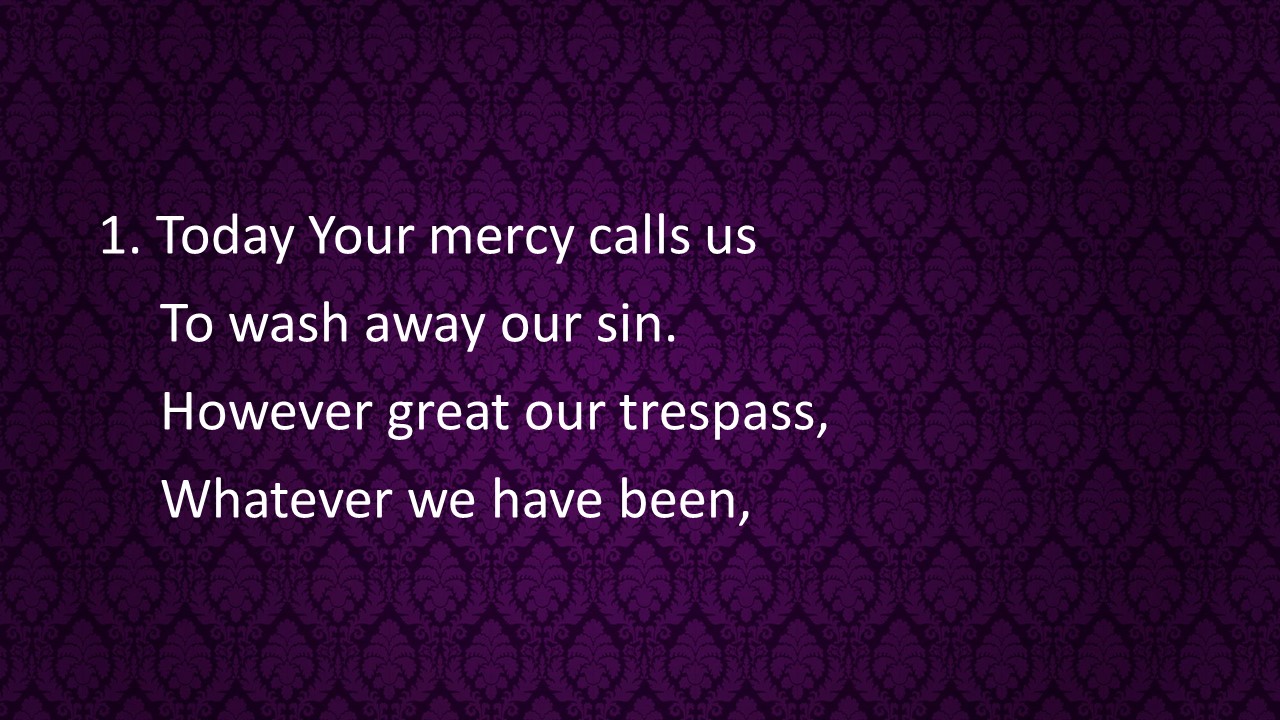 1. Today Your mercy calls us
To wash away our sin.
However great our trespass,
Whatever we have been,